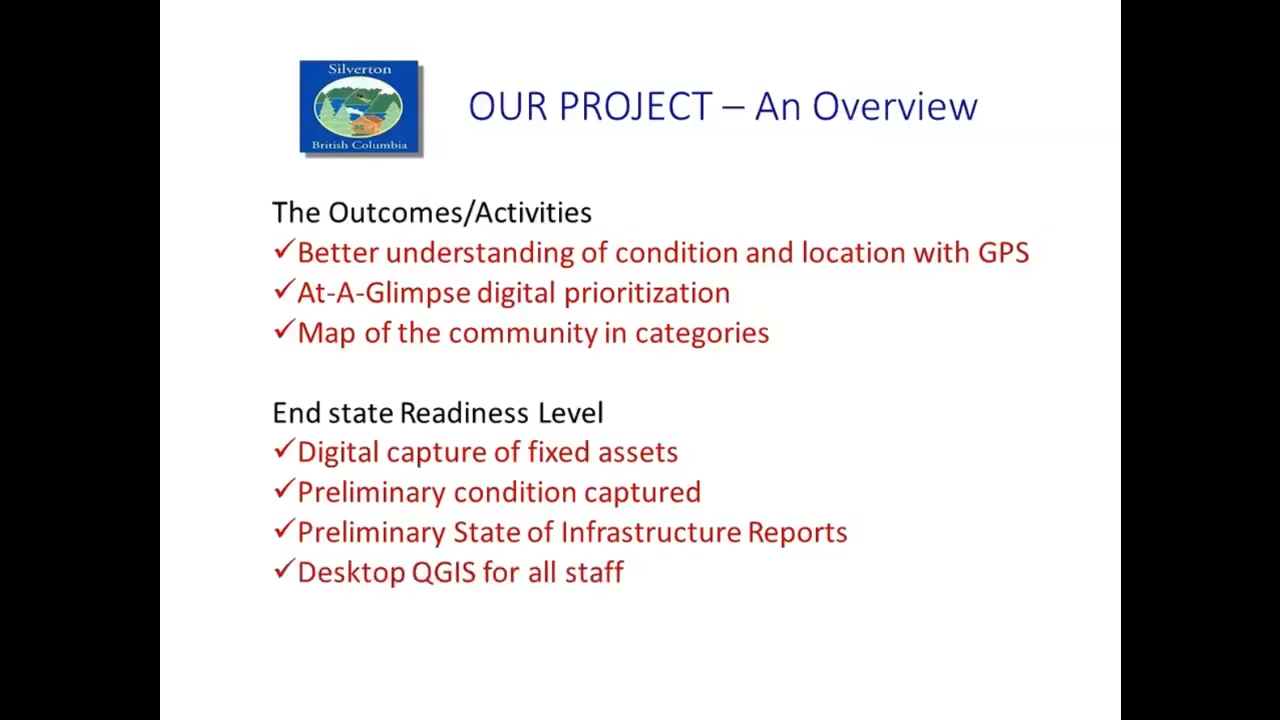 Silverton
British Columbia
OUR PROJECT – An Overview
The Outcomes/Activities
✓Better understanding of condition and location with GPS
✓At-A-Glimpse digital prioritization
✓Map of the community in categories
End state Readiness Level
✓Digital capture of fixed assets
✓Preliminary condition captured
✓Preliminary State of Infrastructure Reports
✓Desktop QGIS for all staff